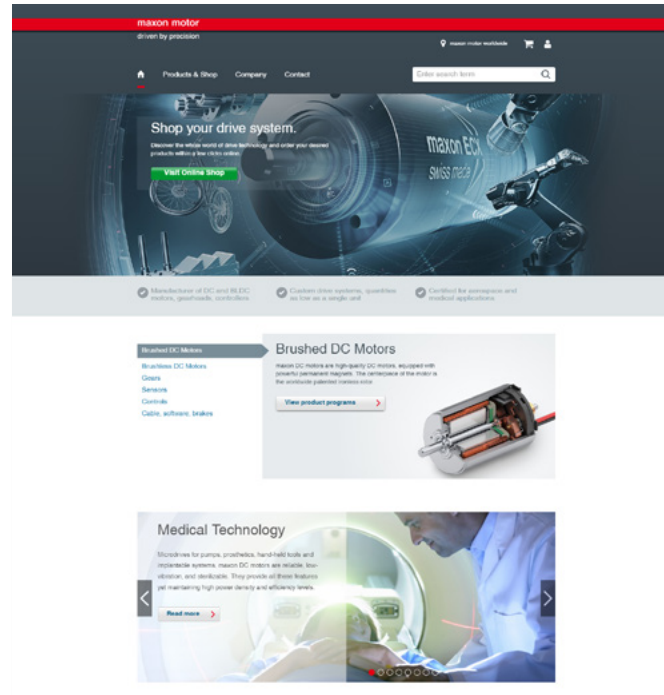 maxon motor
driven by precision
maxon motor worldwide
Products & Shop Company Contact
Enter search term
Shop your drive system.
Discover the whole world of drive technology and order your desired
products within a few clicks online.
Visit Online Shop
maxon ECX
swiss made
Manufacturer of DC and BLDC
motors, gearheads, controllers
Custom drive systems, quantities
as low as a single unit
Certified for aerospace and
medical applications
Brushed DC Motors
Brushless DC Motors
Gears
Sensors
Controls
Cable, software, brakes
Brushed DC Motors
maxon DC motors are high-quality DC motors, equipped with
powerful permanent magnets. The centerpiece of the motor is
the worldwide patented ironless rotor.
View product programs
Medical Technology
Microdrives for pumps, prosthetics, hand-held tools and
implantable systems. maxon DC motors are reliable, low-
vibration, and sterilizable. They provide all these features
yet maintaining high power density and efficiency levels.
Read more